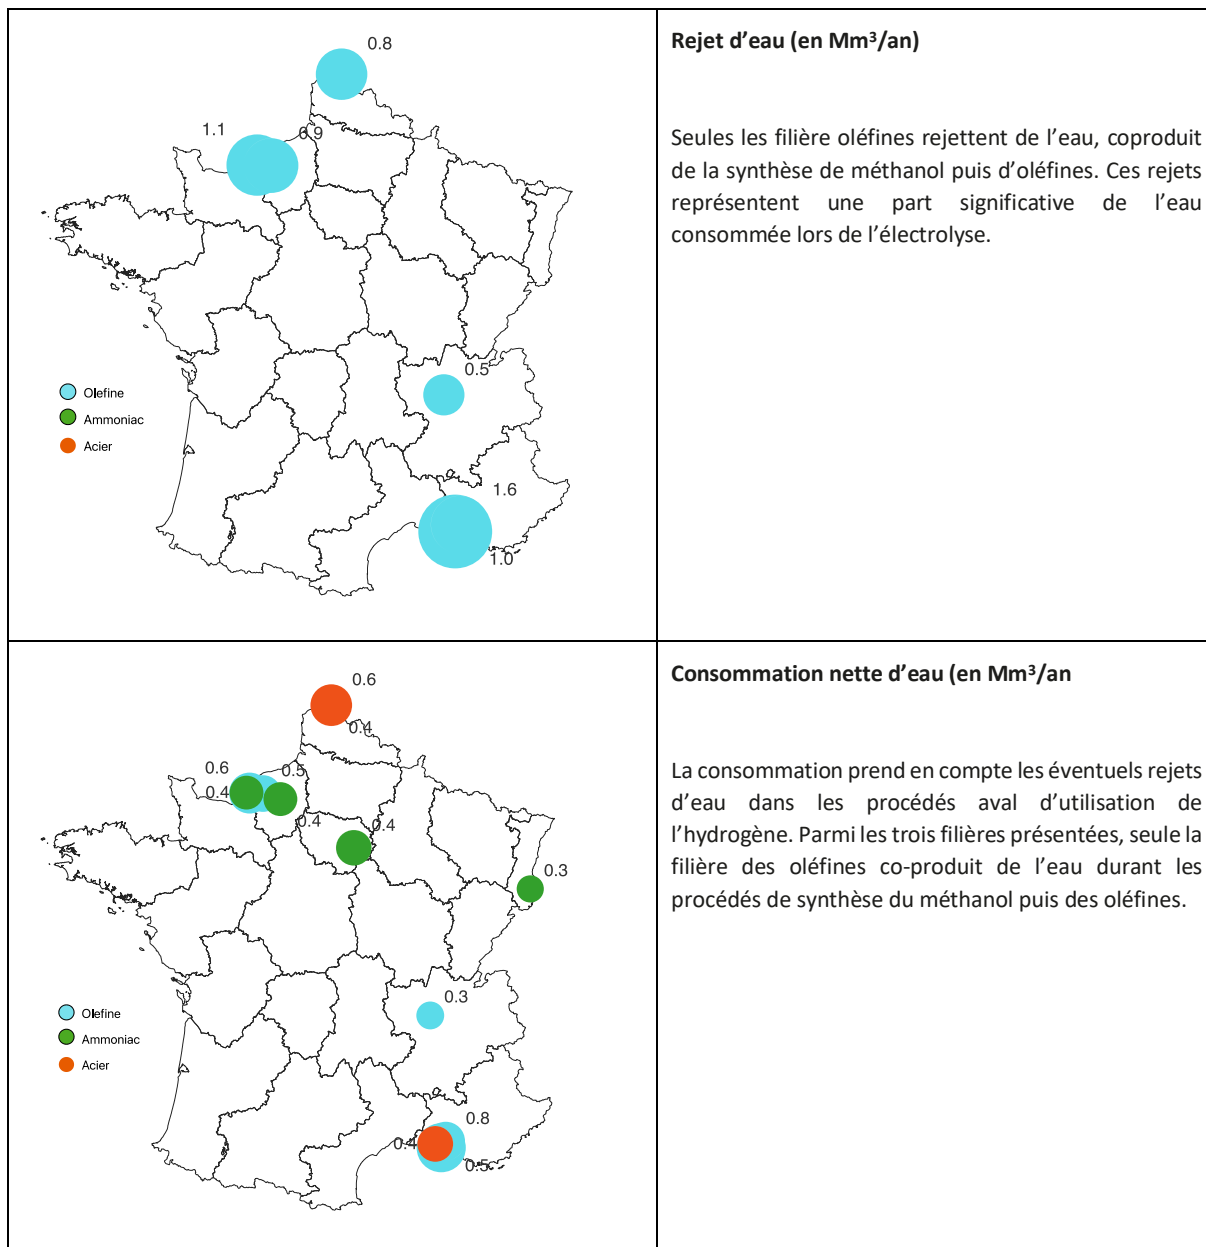 0.8
1.1
0.9
0.5
Olefine
Ammoniac
Acier
1.6
1.0
Rejet d’eau (en Mm³/an)
Seules les filière oléfines rejettent de l’eau, coproduit
de la synthèse de méthanol puis d’oléfines. Ces rejets
représentent une part significative de l’eau
consommée lors de l’électrolyse.
0.6
0.4
0.6
0.5
0.4
0.4
0.4
0.3
0.3
Olefine
Ammoniac
Acier
0.8
0.4
0.5
Consommation nette d’eau (en Mm³/an
La consommation prend en compte les éventuels rejets
d’eau dans les procédés aval d’utilisation de
l’hydrogène. Parmi les trois filières présentées, seule la
filière des oléfines co-produit de l’eau durant les
procédés de synthèse du méthanol puis des oléfines.